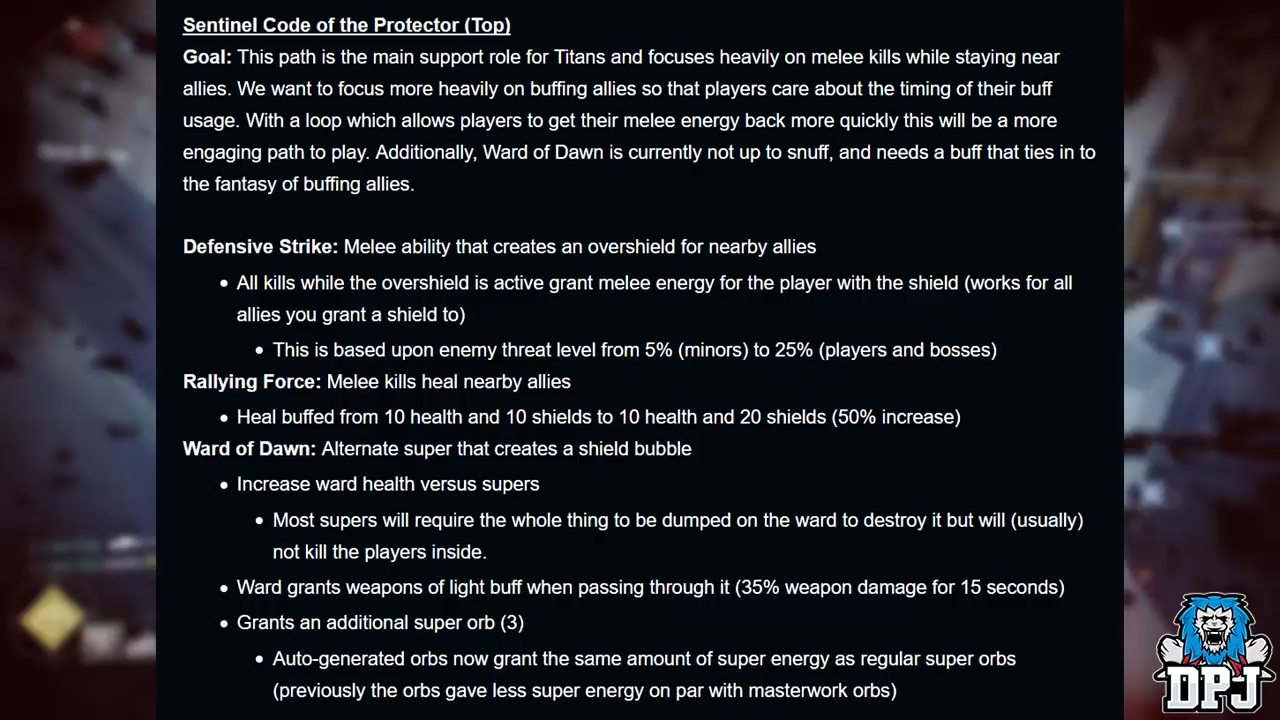 Sentinel Code of the Protector (Top)
Goal: This path is the main support role for Titans and focuses heavily on melee kills while staying near
allies. We want to focus more heavily on buffing allies so that players care about the timing of their buff
usage. With a loop which allows players to get their melee energy back more quickly this will be a more
engaging path to play. Additionally, Ward of Dawn is currently not up to snuff, and needs a buff that ties in to
the fantasy of buffing allies.
Defensive Strike: Melee ability that creates an overshield for nearby allies
• All kills while the overshield is active grant melee energy for the player with the shield (works for all
allies you grant a shield to)
• This is based upon enemy threat level from 5% (minors) to 25% (players and bosses)
Rallying Force: Melee kills heal nearby allies
• Heal buffed from 10 health and 10 shields to 10 health and 20 shields (50% increase)
Ward of Dawn: Alternate super that creates a shield bubble
• Increase ward health versus supers
• Most supers will require the whole thing to be dumped on the ward to destroy it but will (usually)
not kill the players inside.
• Ward grants weapons of light buff when passing through it (35% weapon damage for 15 seconds)
• Grants an additional super orb (3)
• Auto-generated orbs now grant the same amount of super energy as regular super orbs
(previously the orbs gave less super energy on par with masterwork orbs)
DPJ